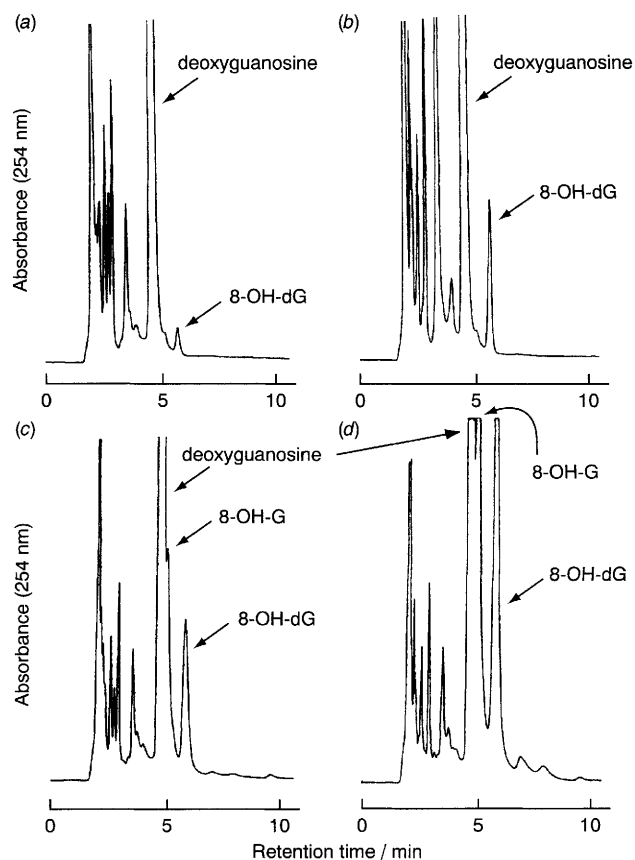 (a)
deoxyguanosine
8-OH-dG
Absorbance (254 nm)
0 5 10
(b)
deoxyguanosine
8-OH-dG
0 5 10
(c)
deoxyguanosine
8-OH-G
8-OH-dG
Absorbance (254 nm)
0 5 10
(d)
8-OH-G
8-OH-dG
0 5 10
Retention time / min